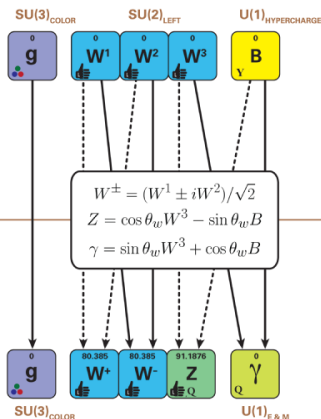 SU(3)COLOR SU(2)LEFT U(1)HYPERCHARGE
0 0 0 0 0
g W¹ W² W³ B
Y
W± = (W¹ ± iW²)/√2
Z = cos θw W³ − sin θw B
γ = sin θw W³ + cos θw B
0 80.385 80.385 91.1876 0
g W⁺ W⁻ Z γ
Q Q
SU(3)COLOR U(1)E & M